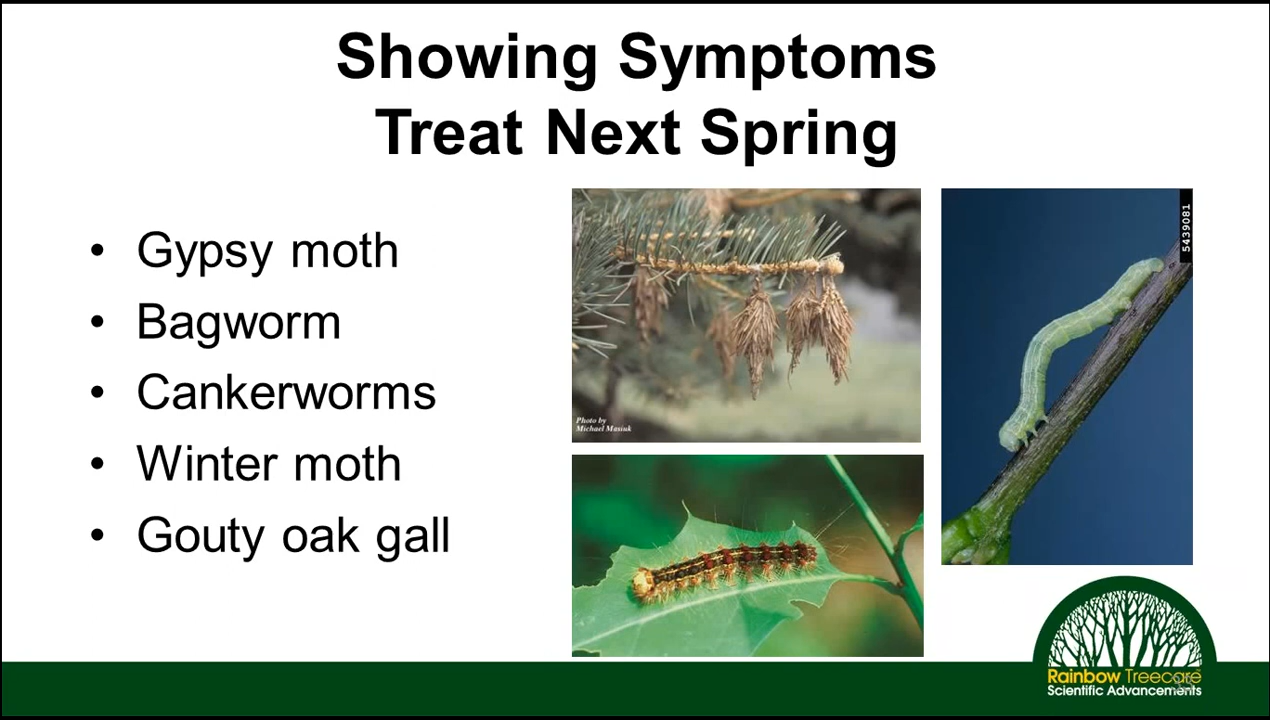 Showing Symptoms
Treat Next Spring
• Gypsy moth
• Bagworm
• Cankerworms
• Winter moth
• Gouty oak gall
Photo by
Michael Masiuk
5439081
Rainbow Treecare
Scientific Advancements